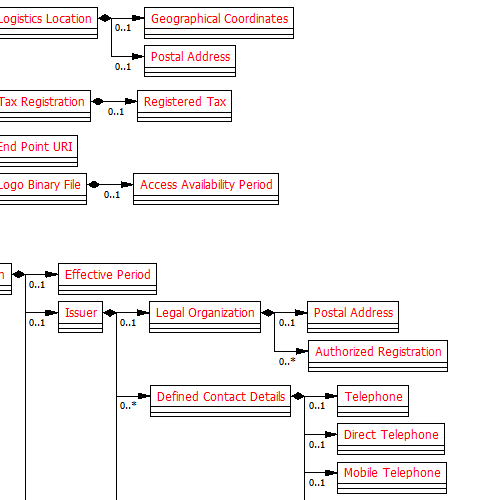 Logistics Location
Geographical Coordinates
0..1
Postal Address
0..1
Tax Registration
Registered Tax
0..1
End Point URI
Logo Binary File
Access Availability Period
0..1
n
Effective Period
0..1
Issuer
Legal Organization
Postal Address
0..1
0..1
0..1
Authorized Registration
0..*
Defined Contact Details
Telephone
0..*
0..1
Direct Telephone
0..1
Mobile Telephone
0..1